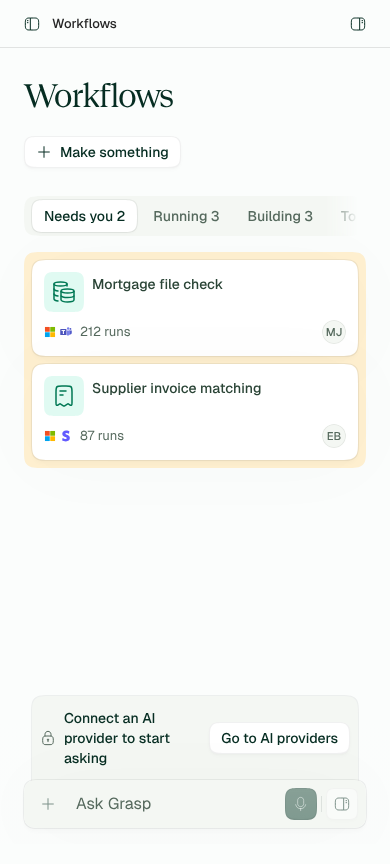 Workflows
Workflows
Make something
Needs you 2
Running 3
Building 3
Mortgage file check
212 runs
MJ
Supplier invoice matching
87 runs
EB
Connect an AI
provider to start
asking
Go to AI providers
Ask Grasp